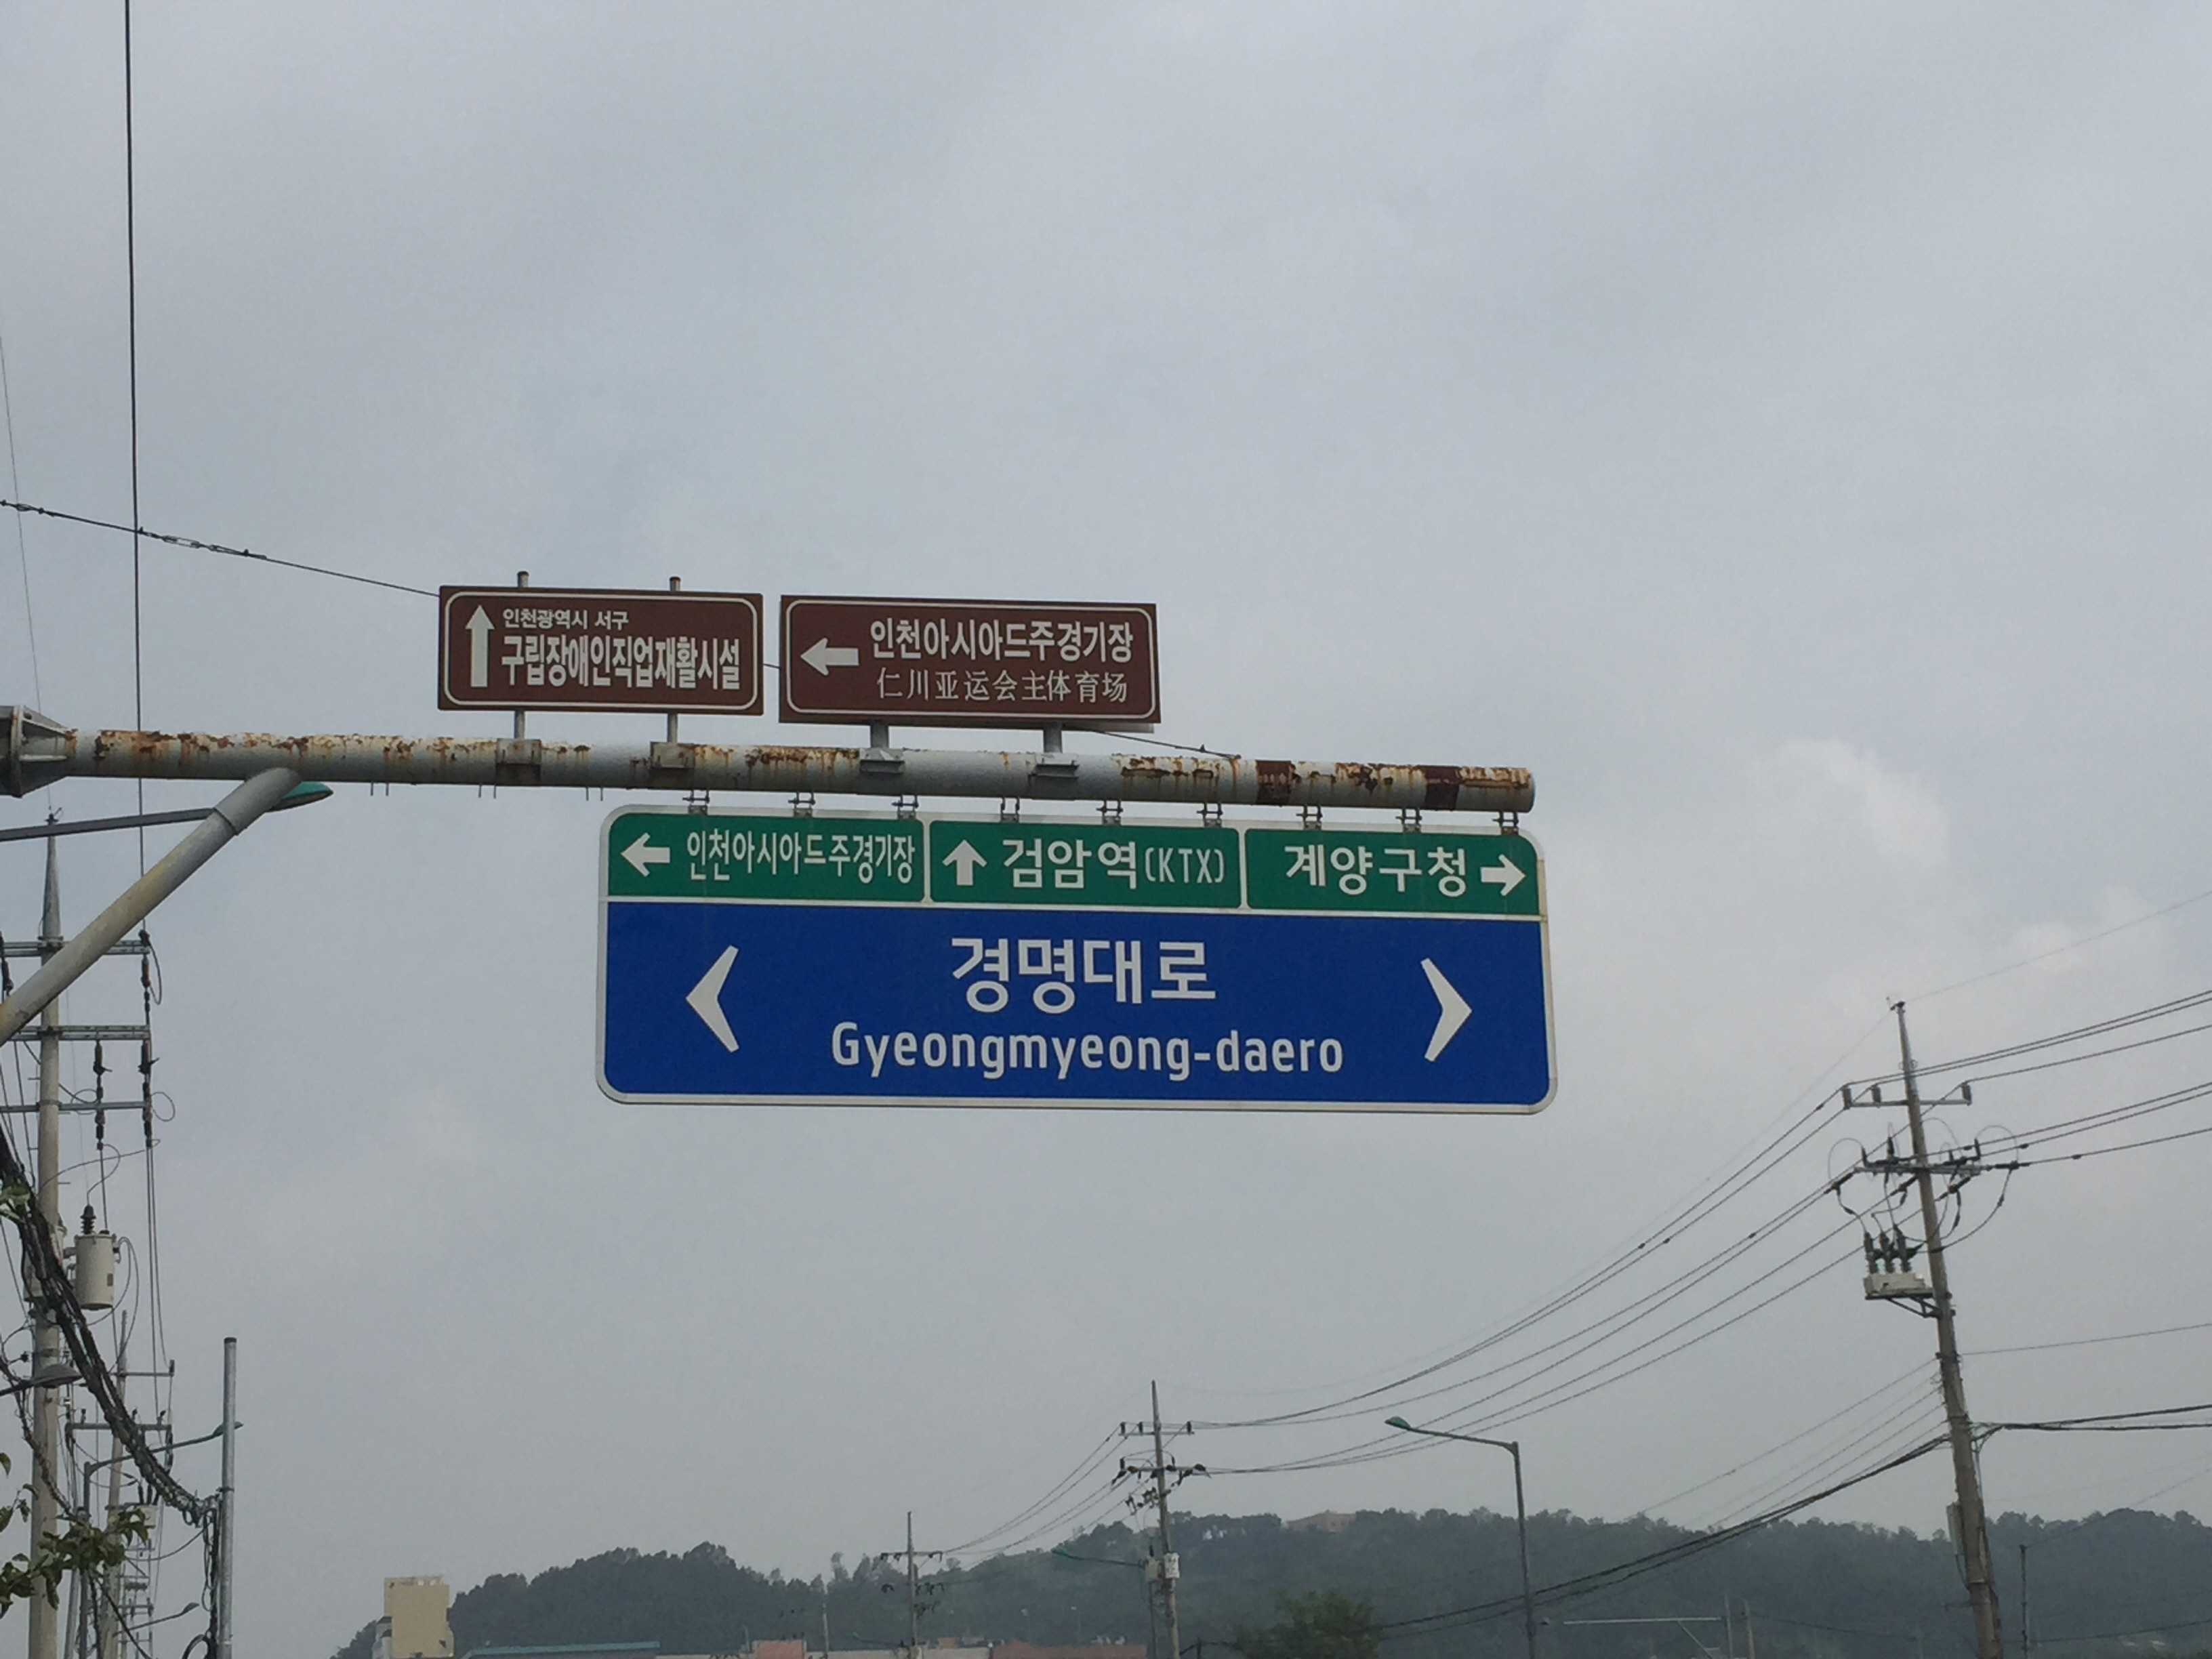 인천광역시 서구
구립장애인직업재활시설
인천아시아드주경기장
仁川亚运会主体育场
인천아시아드주경기장
검암역(KTX)
계양구청
경명대로
Gyeongmyeong-daero